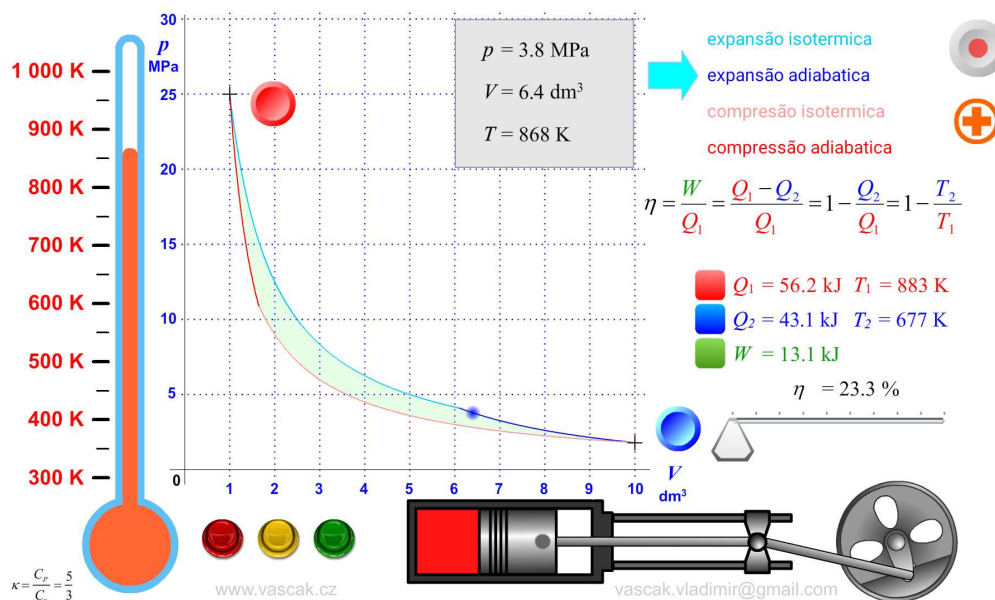 p
MPa
30
25
20
15
10
5
0
1 2 3 4 5 6 7 8 9 10
V
dm³
1 000 K
900 K
800 K
700 K
600 K
500 K
400 K
300 K
p = 3.8 MPa
V = 6.4 dm³
T = 868 K
expansão isotermica
expansão adiabatica
compresão isotermica
compressão adiabatica
η = W/Q₁ = (Q₁ − Q₂)/Q₁ = 1 − Q₂/Q₁ = 1 − T₂/T₁
Q₁ = 56.2 kJ T₁ = 883 K
Q₂ = 43.1 kJ T₂ = 677 K
W = 13.1 kJ
η = 23.3 %
κ = Cₚ/Cᵥ = 5/3
www.vascak.cz
vascak.vladimir@gmail.com